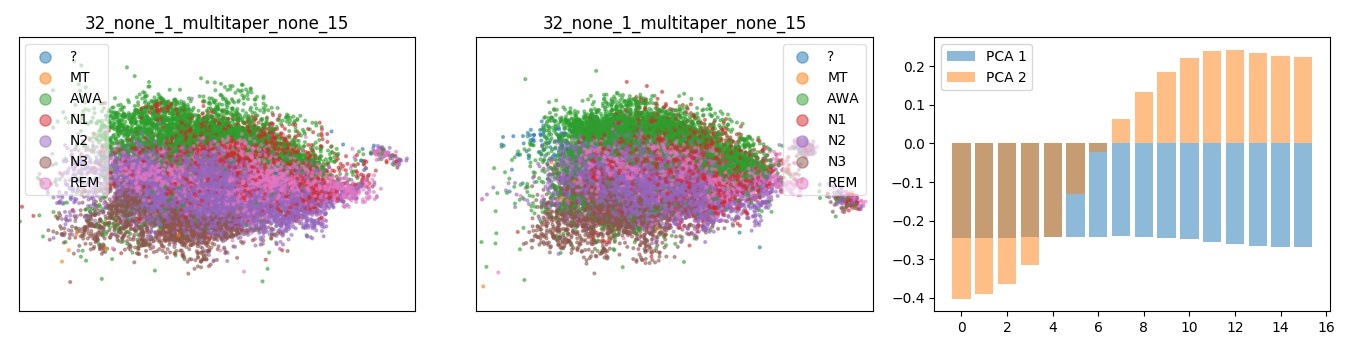 32_none_1_multitaper_none_15
?
MT
AWA
N1
N2
N3
REM
32_none_1_multitaper_none_15
?
MT
AWA
N1
N2
N3
REM
PCA 1
PCA 2
0.2
0.1
0.0
−0.1
−0.2
−0.3
−0.4
0 2 4 6 8 10 12 14 16